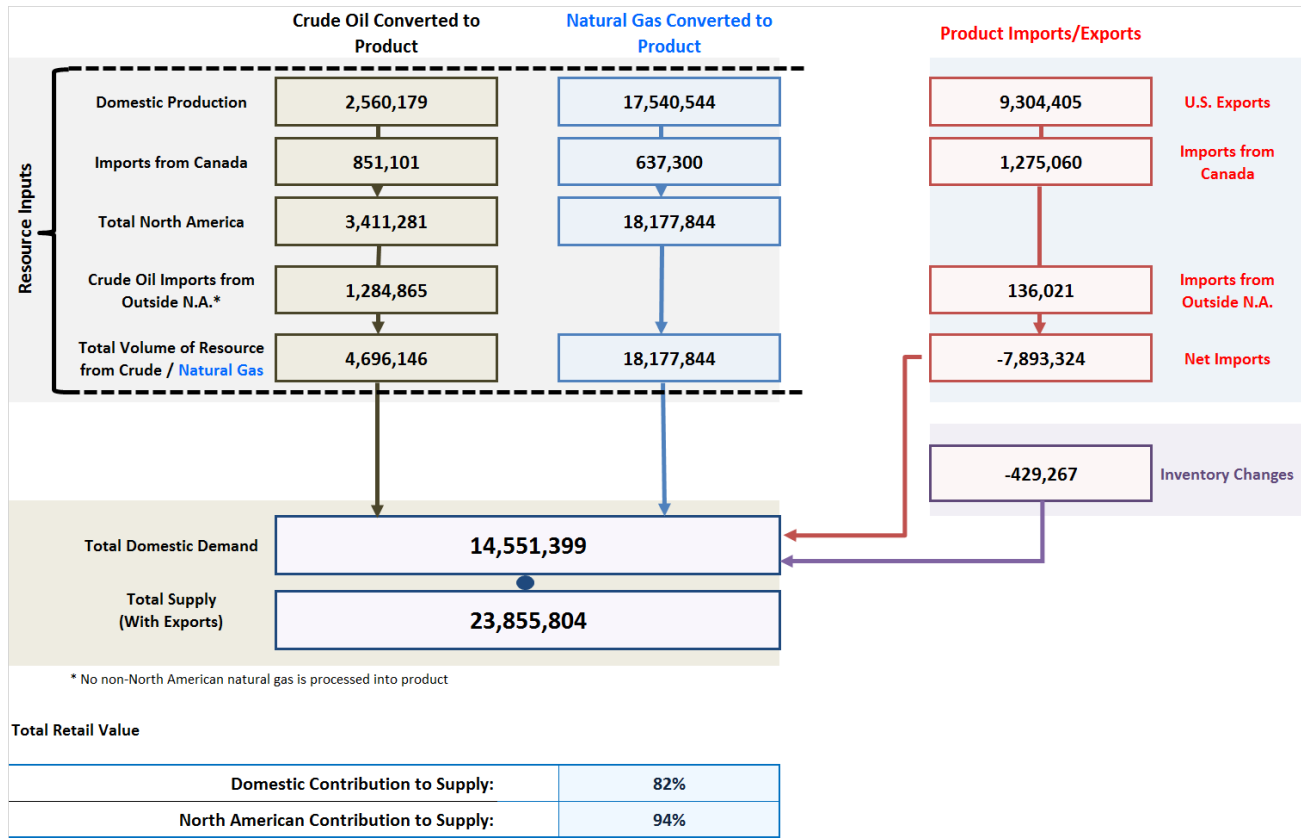 Crude Oil Converted to
Product
Natural Gas Converted to
Product
Product Imports/Exports
Resource Inputs
Domestic Production
2,560,179
17,540,544
9,304,405
U.S. Exports
Imports from Canada
851,101
637,300
1,275,060
Imports from
Canada
Total North America
3,411,281
18,177,844
Crude Oil Imports from
Outside N.A.*
1,284,865
136,021
Imports from
Outside N.A.
Total Volume of Resource
from Crude / Natural Gas
4,696,146
18,177,844
-7,893,324
Net Imports
-429,267
Inventory Changes
Total Domestic Demand
14,551,399
Total Supply
(With Exports)
23,855,804
* No non-North American natural gas is processed into product
Total Retail Value
Domestic Contribution to Supply:
82%
North American Contribution to Supply:
94%